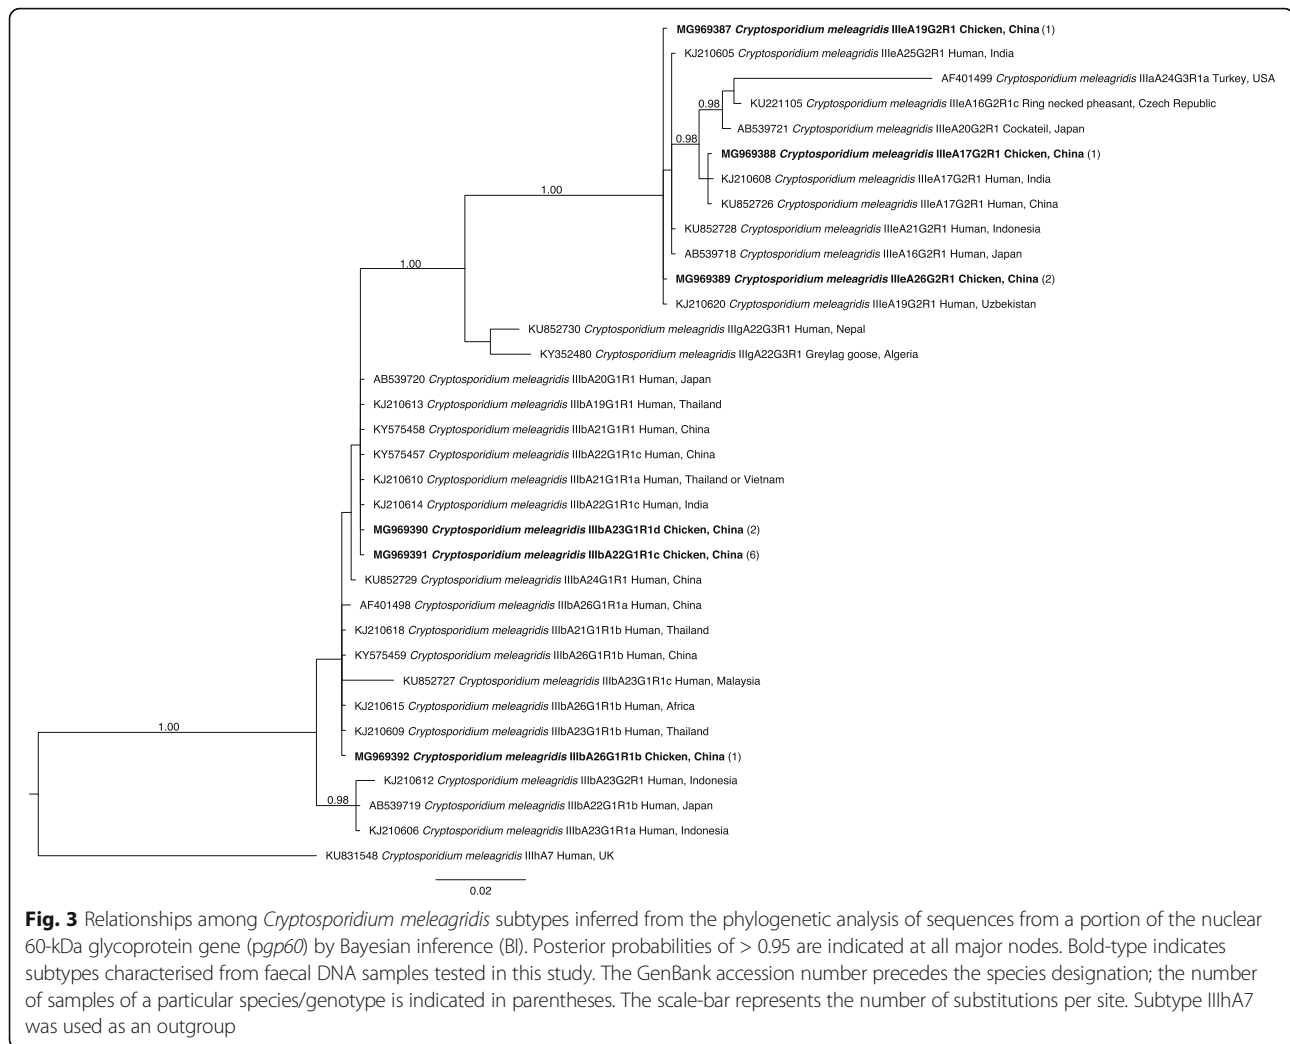 MG969387 Cryptosporidium meleagridis IIIeA19G2R1 Chicken, China (1)
KJ210605 Cryptosporidium meleagridis IIIeA25G2R1 Human, India
AF401499 Cryptosporidium meleagridis IIIaA24G3R1a Turkey, USA
0.98
KU221105 Cryptosporidium meleagridis IIIeA16G2R1c Ring necked pheasant, Czech Republic
AB539721 Cryptosporidium meleagridis IIIeA20G2R1 Cockateil, Japan
0.98
MG969388 Cryptosporidium meleagridis IIIeA17G2R1 Chicken, China (1)
KJ210608 Cryptosporidium meleagridis IIIeA17G2R1 Human, India
1.00
KU852726 Cryptosporidium meleagridis IIIeA17G2R1 Human, China
KU852728 Cryptosporidium meleagridis IIIeA21G2R1 Human, Indonesia
AB539718 Cryptosporidium meleagridis IIIeA16G2R1 Human, Japan
1.00
MG969389 Cryptosporidium meleagridis IIIeA26G2R1 Chicken, China (2)
KJ210620 Cryptosporidium meleagridis IIIeA19G2R1 Human, Uzbekistan
KU852730 Cryptosporidium meleagridis IIIgA22G3R1 Human, Nepal
KY352480 Cryptosporidium meleagridis IIIgA22G3R1 Greylag goose, Algeria
AB539720 Cryptosporidium meleagridis IIIbA20G1R1 Human, Japan
KJ210613 Cryptosporidium meleagridis IIIbA19G1R1 Human, Thailand
KY575458 Cryptosporidium meleagridis IIIbA21G1R1 Human, China
KY575457 Cryptosporidium meleagridis IIIbA22G1R1c Human, China
KJ210610 Cryptosporidium meleagridis IIIbA21G1R1a Human, Thailand or Vietnam
KJ210614 Cryptosporidium meleagridis IIIbA22G1R1c Human, India
MG969390 Cryptosporidium meleagridis IIIbA23G1R1d Chicken, China (2)
MG969391 Cryptosporidium meleagridis IIIbA22G1R1c Chicken, China (6)
KU852729 Cryptosporidium meleagridis IIIbA24G1R1 Human, China
AF401498 Cryptosporidium meleagridis IIIbA26G1R1a Human, China
KJ210618 Cryptosporidium meleagridis IIIbA21G1R1b Human, Thailand
KY575459 Cryptosporidium meleagridis IIIbA26G1R1b Human, China
KU852727 Cryptosporidium meleagridis IIIbA23G1R1c Human, Malaysia
KJ210615 Cryptosporidium meleagridis IIIbA26G1R1b Human, Africa
1.00
KJ210609 Cryptosporidium meleagridis IIIbA23G1R1b Human, Thailand
MG969392 Cryptosporidium meleagridis IIIbA26G1R1b Chicken, China (1)
KJ210612 Cryptosporidium meleagridis IIIbA23G2R1 Human, Indonesia
0.98
AB539719 Cryptosporidium meleagridis IIIbA22G1R1b Human, Japan
KJ210606 Cryptosporidium meleagridis IIIbA23G1R1a Human, Indonesia
KU831548 Cryptosporidium meleagridis IIIhA7 Human, UK
0.02
Fig. 3 Relationships among Cryptosporidium meleagridis subtypes inferred from the phylogenetic analysis of sequences from a portion of the nuclear
60-kDa glycoprotein gene (pgp60) by Bayesian inference (BI). Posterior probabilities of > 0.95 are indicated at all major nodes. Bold-type indicates
subtypes characterised from faecal DNA samples tested in this study. The GenBank accession number precedes the species designation; the number
of samples of a particular species/genotype is indicated in parentheses. The scale-bar represents the number of substitutions per site. Subtype IIIhA7
was used as an outgroup